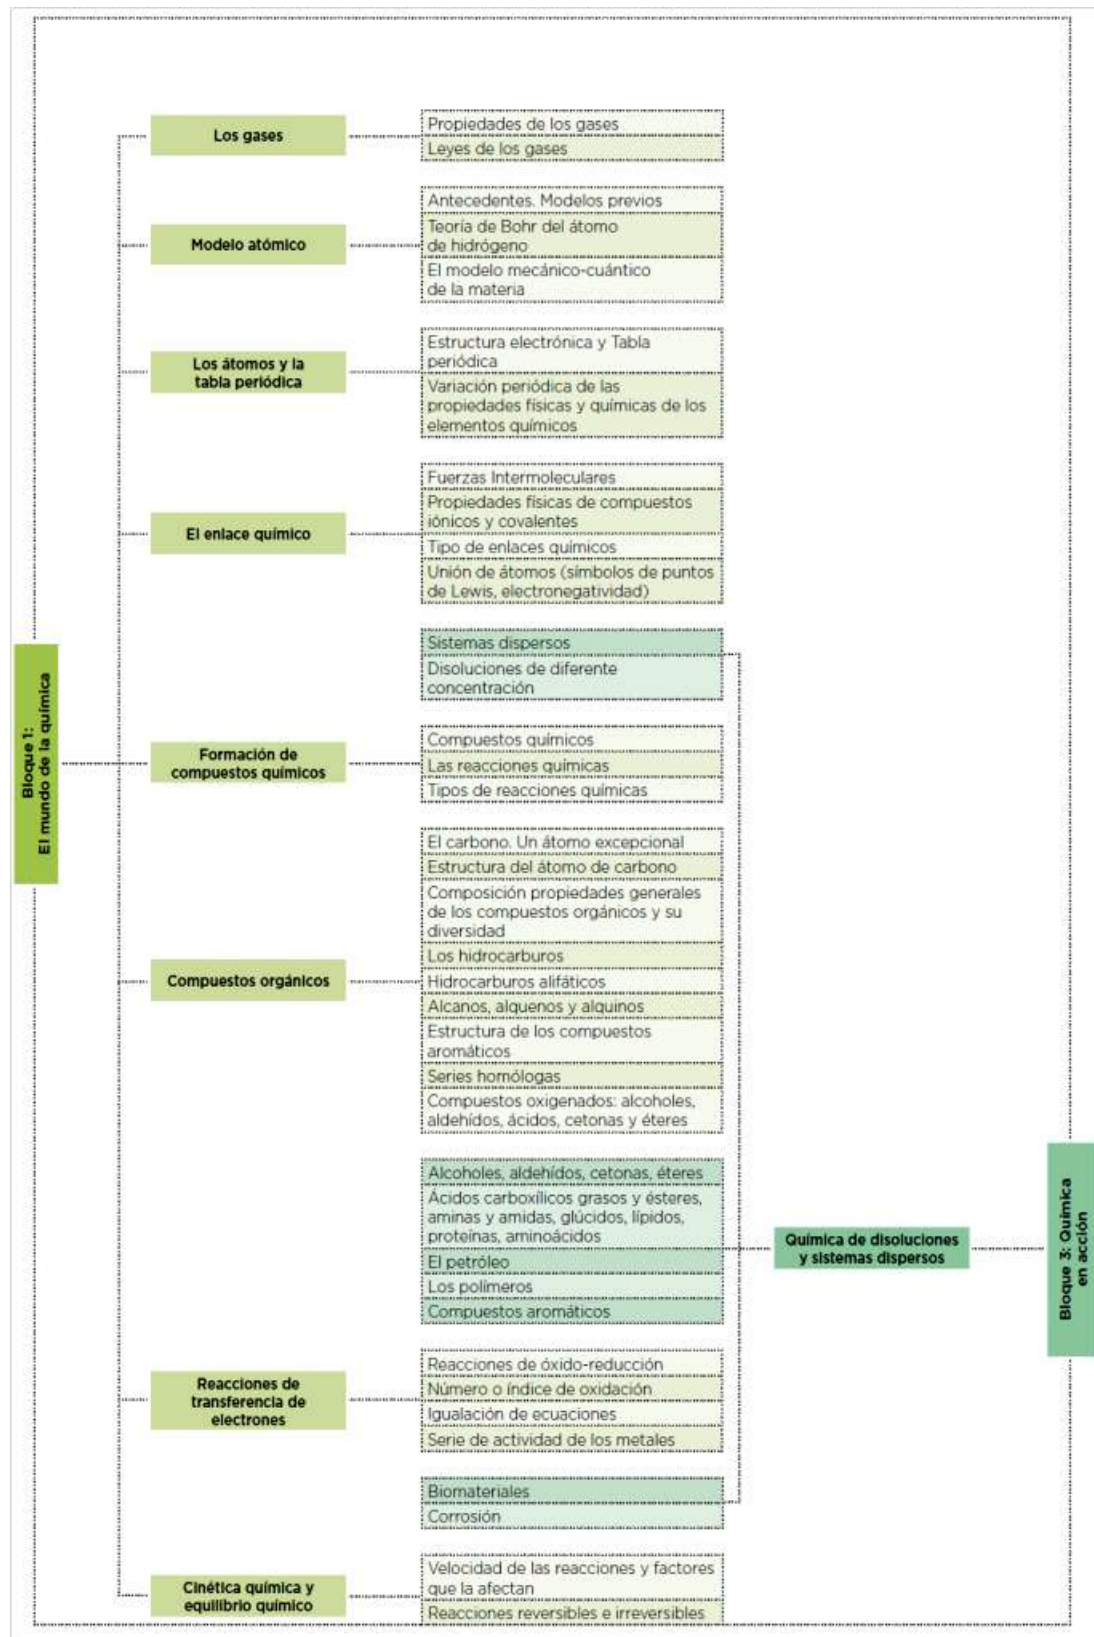 Los gases
Propiedades de los gases
Leyes de los gases
Modelo atómico
Antecedentes. Modelos previos
Teoría de Bohr del átomo
de hidrógeno
El modelo mecánico-cuántico
de la materia
Los átomos y la
tabla periódica
Estructura electrónica y Tabla
periódica
Variación periódica de las
propiedades físicas y químicas de los
elementos químicos
El enlace químico
Fuerzas Intermoleculares
Propiedades físicas de compuestos
iónicos y covalentes
Tipo de enlaces químicos
Unión de átomos (símbolos de puntos
de Lewis, electronegatividad)
Sistemas dispersos
Disoluciones de diferente
concentración
Bloque 1:
El mundo de la química
Formación de
compuestos químicos
Compuestos químicos
Las reacciones químicas
Tipos de reacciones químicas
Compuestos orgánicos
El carbono. Un átomo excepcional
Estructura del átomo de carbono
Composición propiedades generales
de los compuestos orgánicos y su
diversidad
Los hidrocarburos
Hidrocarburos alifáticos
Alcanos, alquenos y alquinos
Estructura de los compuestos
aromáticos
Series homólogas
Compuestos oxigenados: alcoholes,
aldehídos, ácidos, cetonas y éteres
Alcoholes, aldehídos, cetonas, éteres
Ácidos carboxílicos grasos y ésteres,
aminas y amidas, glúcidos, lípidos,
proteínas, aminoácidos
El petróleo
Los polímeros
Compuestos aromáticos
Química de disoluciones
y sistemas dispersos
Bloque 3: Química
en acción
Reacciones de
transferencia de
electrones
Reacciones de óxido-reducción
Número o índice de oxidación
Igualación de ecuaciones
Serie de actividad de los metales
Biomateriales
Corrosión
Cinética química y
equilibrio químico
Velocidad de las reacciones y factores
que la afectan
Reacciones reversibles e irreversibles